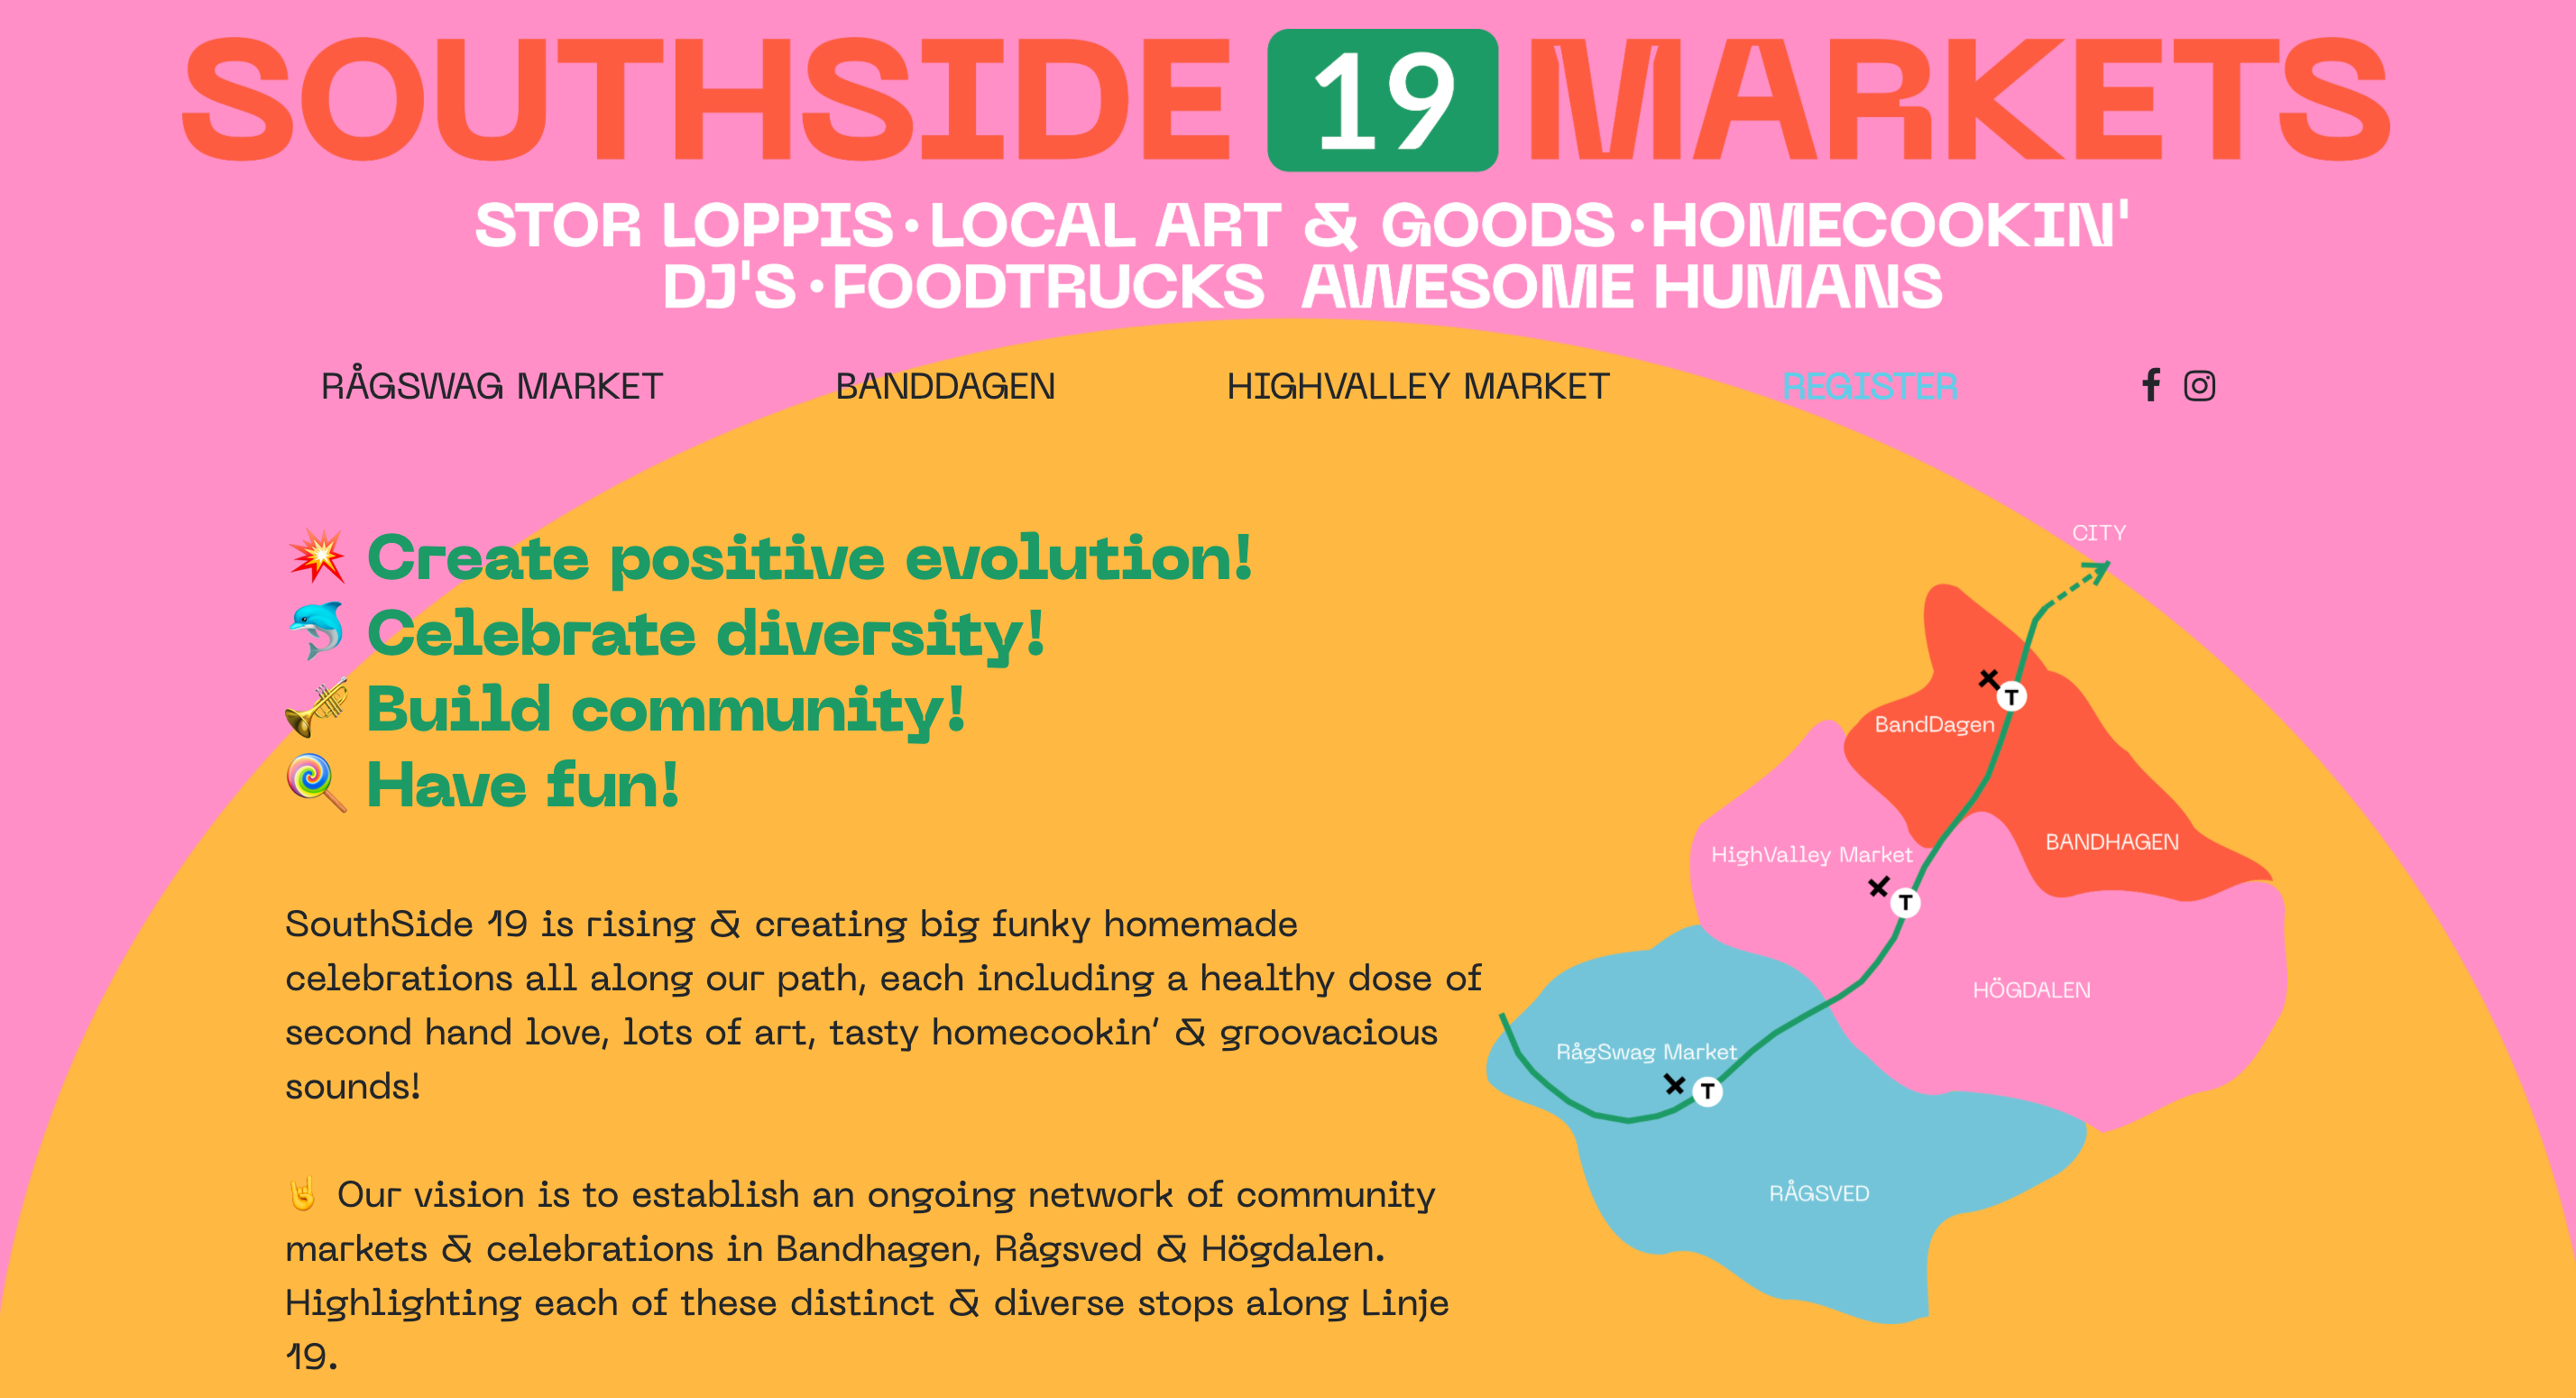 SOUTHSIDE 19 MARKETS
STOR LOPPIS • LOCAL ART & GOODS • HOMECOOKIN'
DJ'S • FOODTRUCKS AWESOME HUMANS
RÅGSWAG MARKET BANDDAGEN HIGHVALLEY MARKET REGISTER
💥 Create positive evolution!
🐬 Celebrate diversity!
🎺 Build community!
🍭 Have fun!
SouthSide 19 is rising & creating big funky homemade
celebrations all along our path, each including a healthy dose of
second hand love, lots of art, tasty homecookin’ & groovacious
sounds!
🤘 Our vision is to establish an ongoing network of community
markets & celebrations in Bandhagen, Rågsved & Högdalen.
Highlighting each of these distinct & diverse stops along Linje
19.
CITY
T
BandDagen
BANDHAGEN
HighValley Market
T
HÖGDALEN
RågSwag Market
T
RÅGSVED